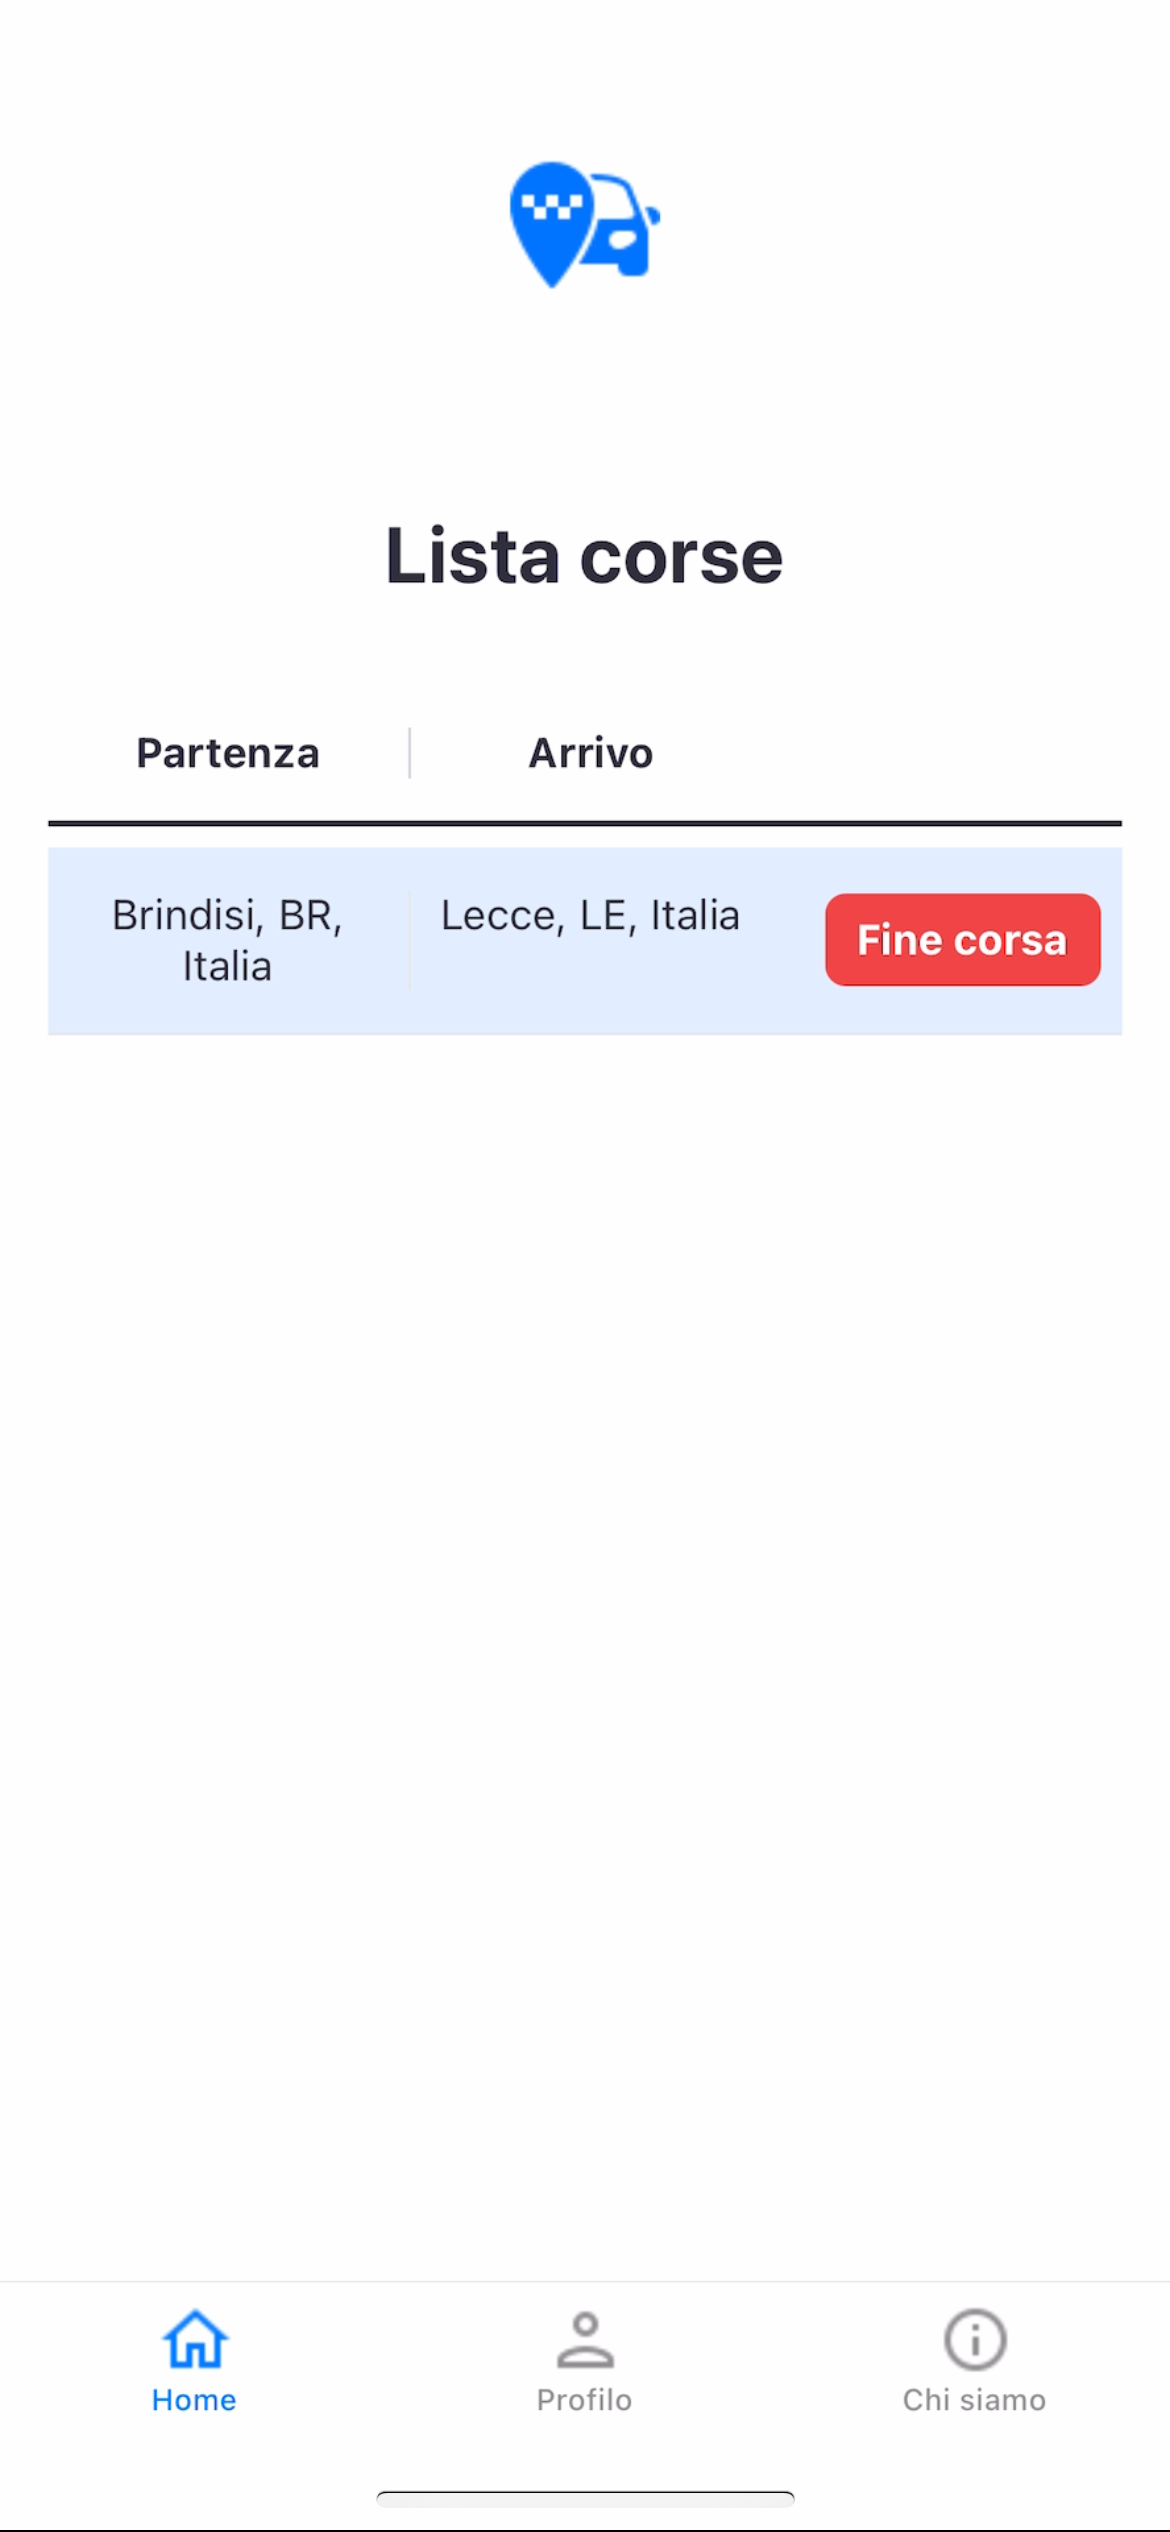 Lista corse
Partenza
Arrivo
Brindisi, BR,
Italia
Lecce, LE, Italia
Fine corsa
Home
Profilo
Chi siamo